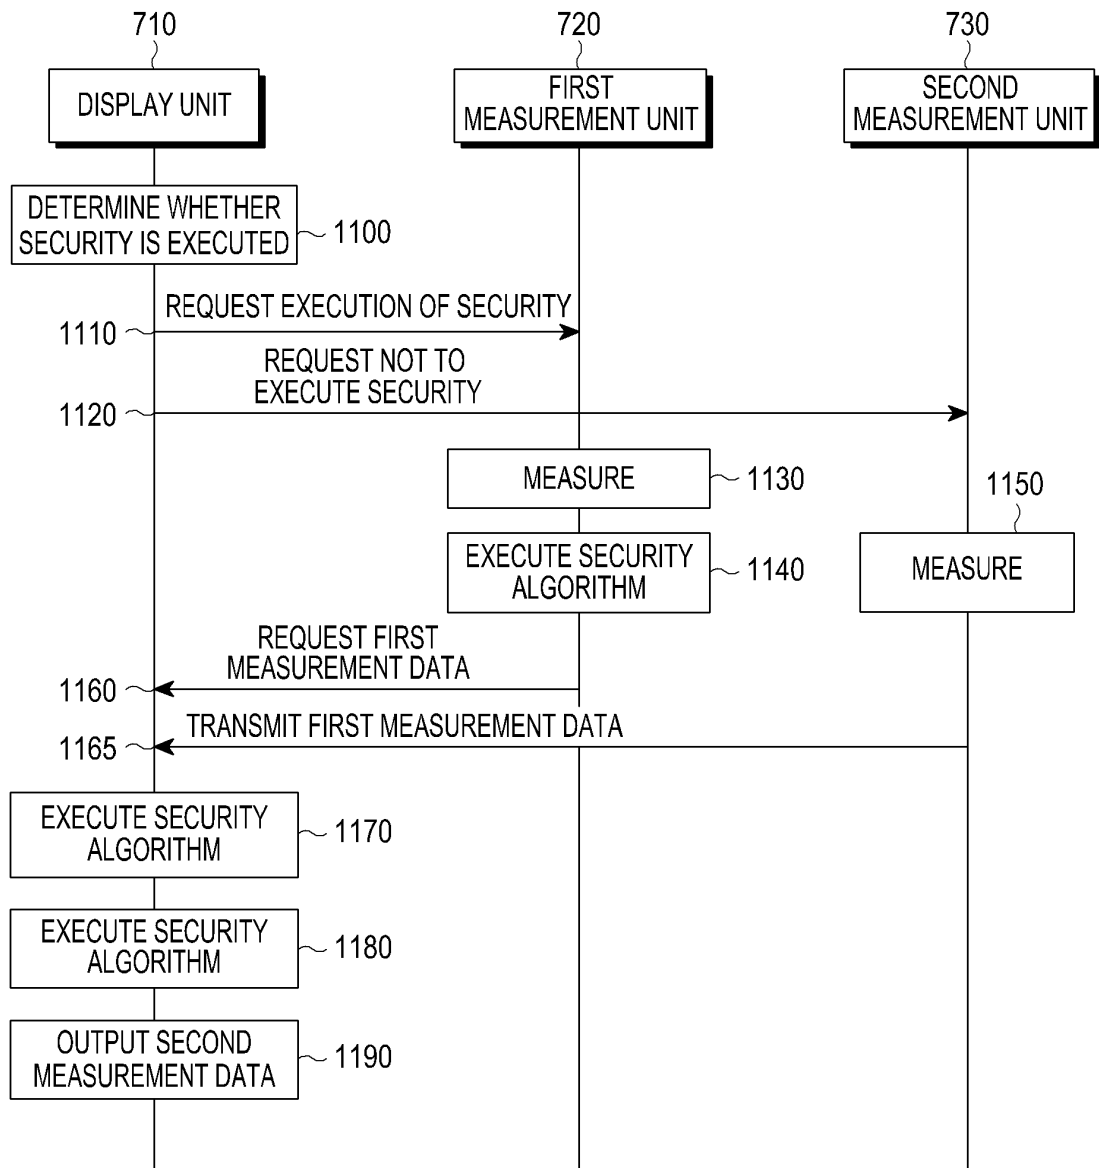 710
720
730
DISPLAY UNIT
FIRST
MEASUREMENT UNIT
SECOND
MEASUREMENT UNIT
DETERMINE WHETHER
SECURITY IS EXECUTED
1100
REQUEST EXECUTION OF SECURITY
1110
REQUEST NOT TO
EXECUTE SECURITY
1120
MEASURE
1130
1150
EXECUTE SECURITY
ALGORITHM
1140
MEASURE
REQUEST FIRST
MEASUREMENT DATA
1160
TRANSMIT FIRST MEASUREMENT DATA
1165
EXECUTE SECURITY
ALGORITHM
1170
EXECUTE SECURITY
ALGORITHM
1180
OUTPUT SECOND
MEASUREMENT DATA
1190